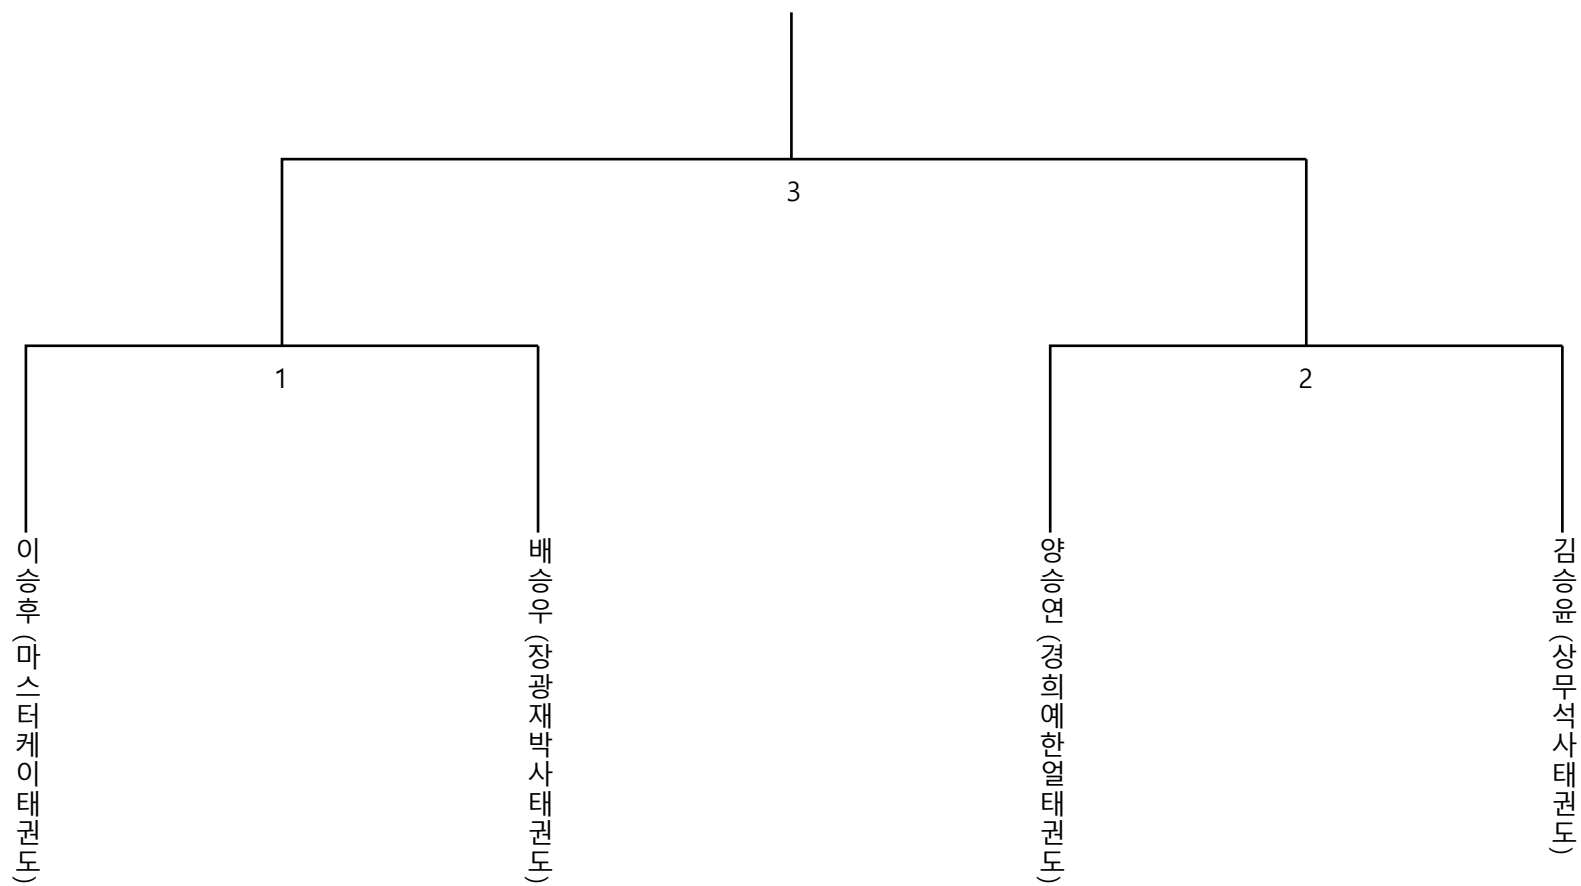 3
1
2
이승후 (마스터케이태권도)
배승우 (장광재박사태권도)
양승연 (경희예한얼태권도)
김승윤 (상무석사태권도)